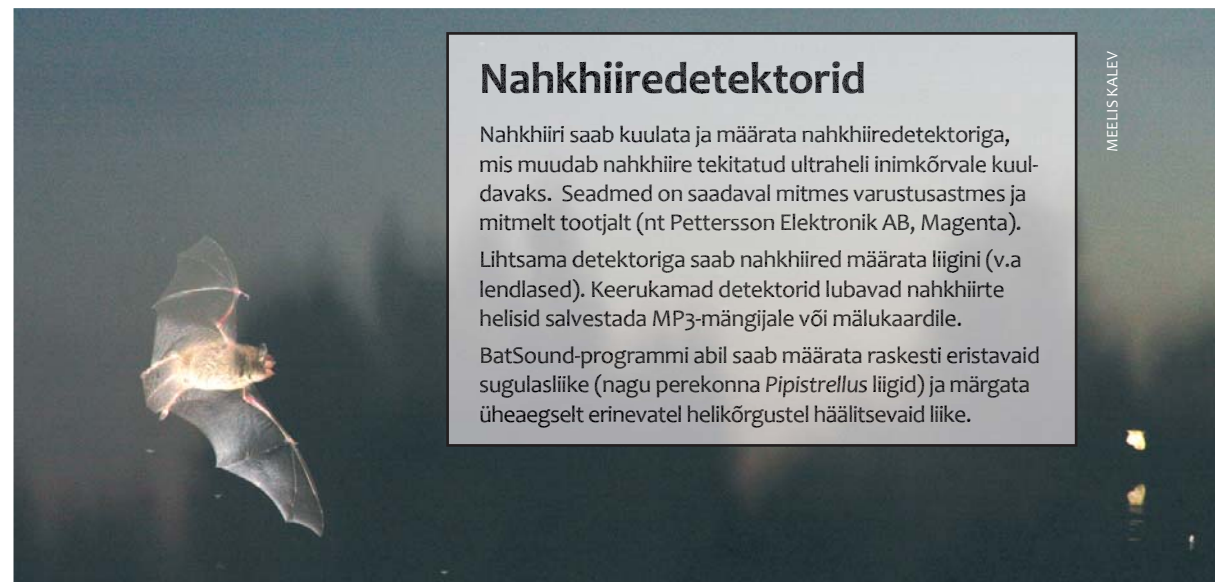 Nahkhiiredetektorid
Nahkhiiri saab kuulata ja määrata nahkhiiredetektoriga,
mis muudab nahkhiire tekitatud ultraheli inimkõrvale kuul-
davaks. Seadmed on saadaval mitmes varustusastmes ja
mitmelt tootjalt (nt Pettersson Elektronik AB, Magenta).
Lihtsama detektoriga saab nahkhiired määrata liigini (v.a
lendlased). Keerukamad detektorid lubavad nahkhiirte
helisid salvestada MP3-mängijale või mälukaardile.
BatSound-programmi abil saab määrata raskesti eristavaid
sugulasliike (nagu perekonna Pipistrellus liigid) ja märgata
üheaegselt erinevatel helikõrgustel häälitsevaid liike.
MEELIS KALEV